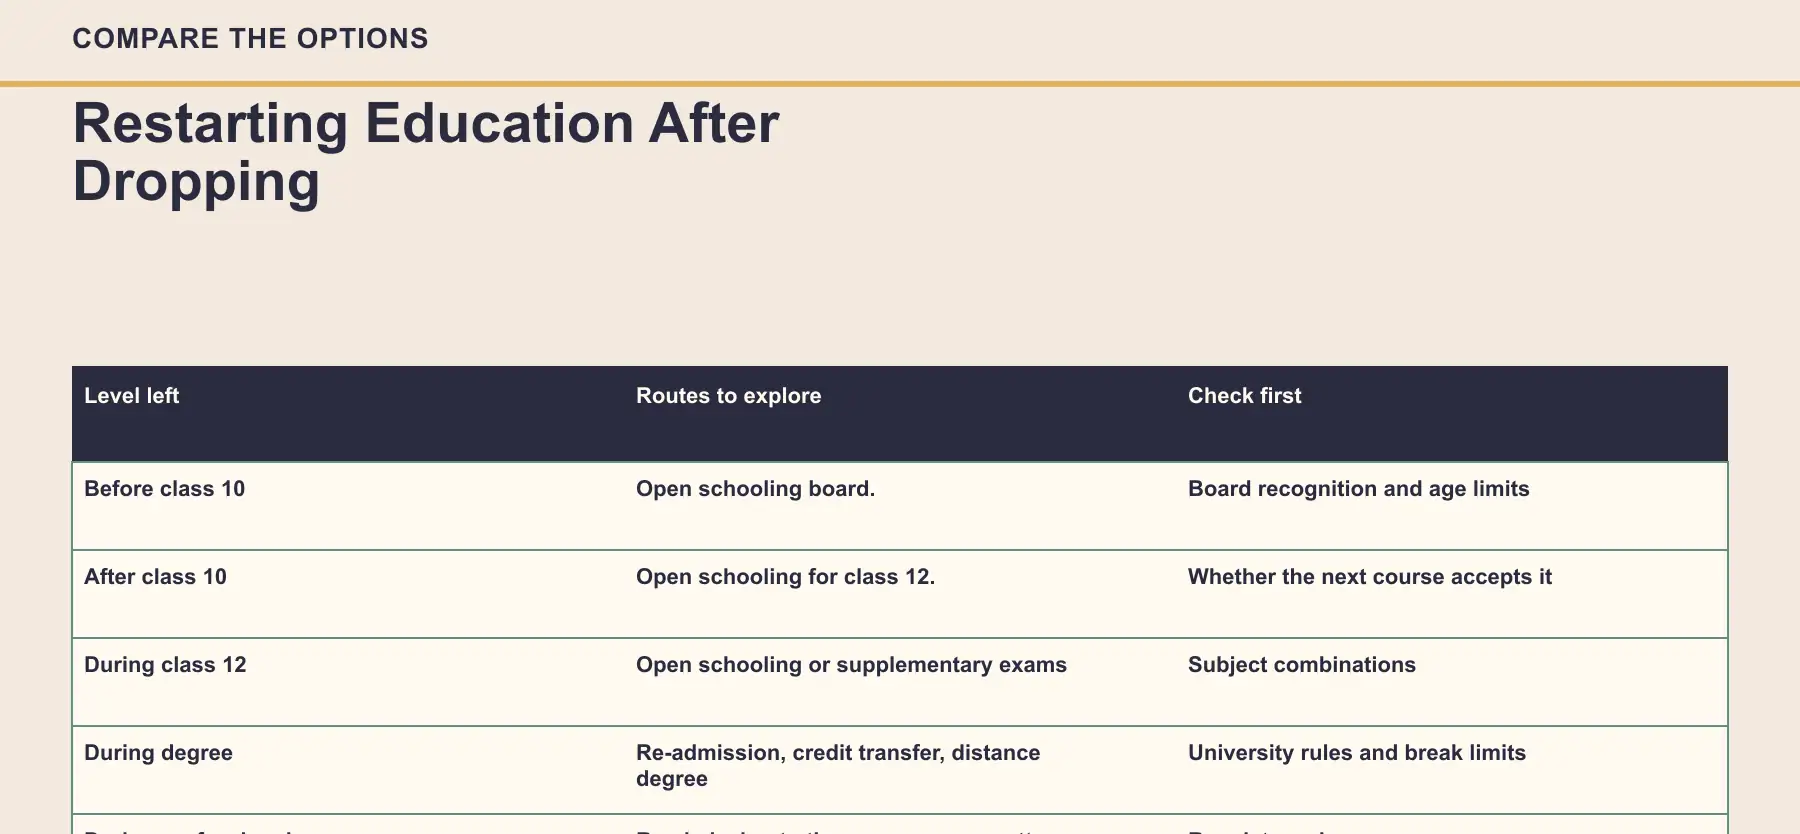 COMPARE THE OPTIONS
Restarting Education After
Dropping
Level left Routes to explore Check first
Before class 10 Open schooling board. Board recognition and age limits
After class 10 Open schooling for class 12. Whether the next course accepts it
During class 12 Open schooling or supplementary exams Subject combinations
During degree Re-admission, credit transfer, distance University rules and break limits
degree